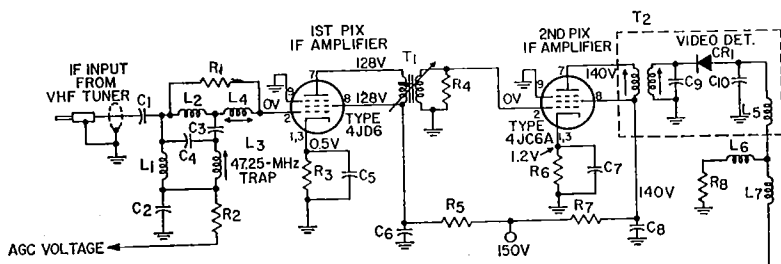 T2
1ST PIX
IF AMPLIFIER
2ND PIX
IF AMPLIFIER
VIDEO DET.
IF INPUT
FROM
VHF TUNER
R1
128V
T1
140V
CR1
C1
L2
L4
0V
9
7
2
8
128V
R4
0V
9
7
2
8
C9
C10
C3
TYPE
4JD6
TYPE
4JC6A
L5
C4
L3
1,3
0.5V
1,3
1.2V
L1
47.25-MHz
TRAP
R3
C5
R6
C7
L6
140V
R8
L7
C2
R2
R5
R7
C6
C8
150V
AGC VOLTAGE